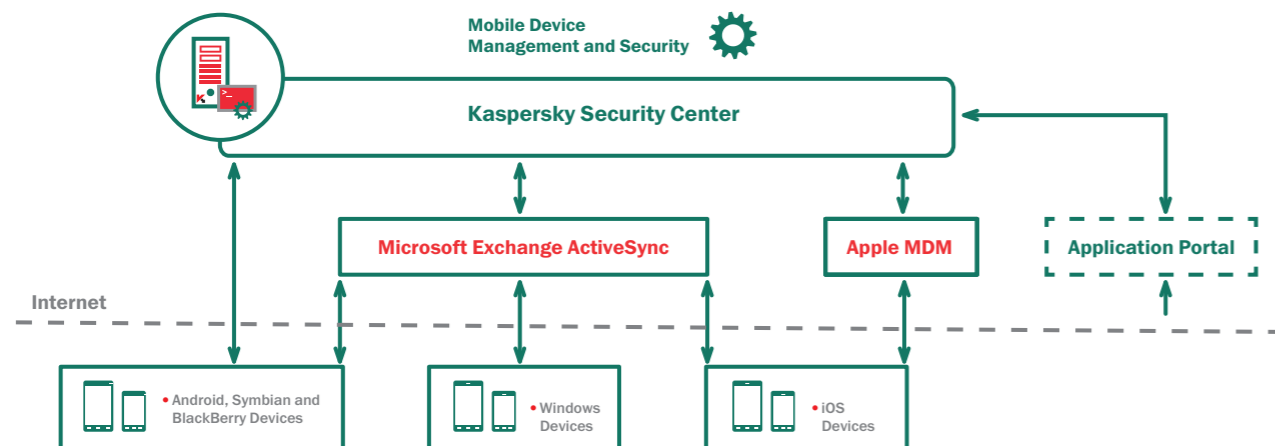 Mobile Device
Management and Security
>_
Kaspersky Security Center
Microsoft Exchange ActiveSync
Apple MDM
Application Portal
Internet
• Android, Symbian and
BlackBerry Devices
• Windows
Devices
• iOS
Devices